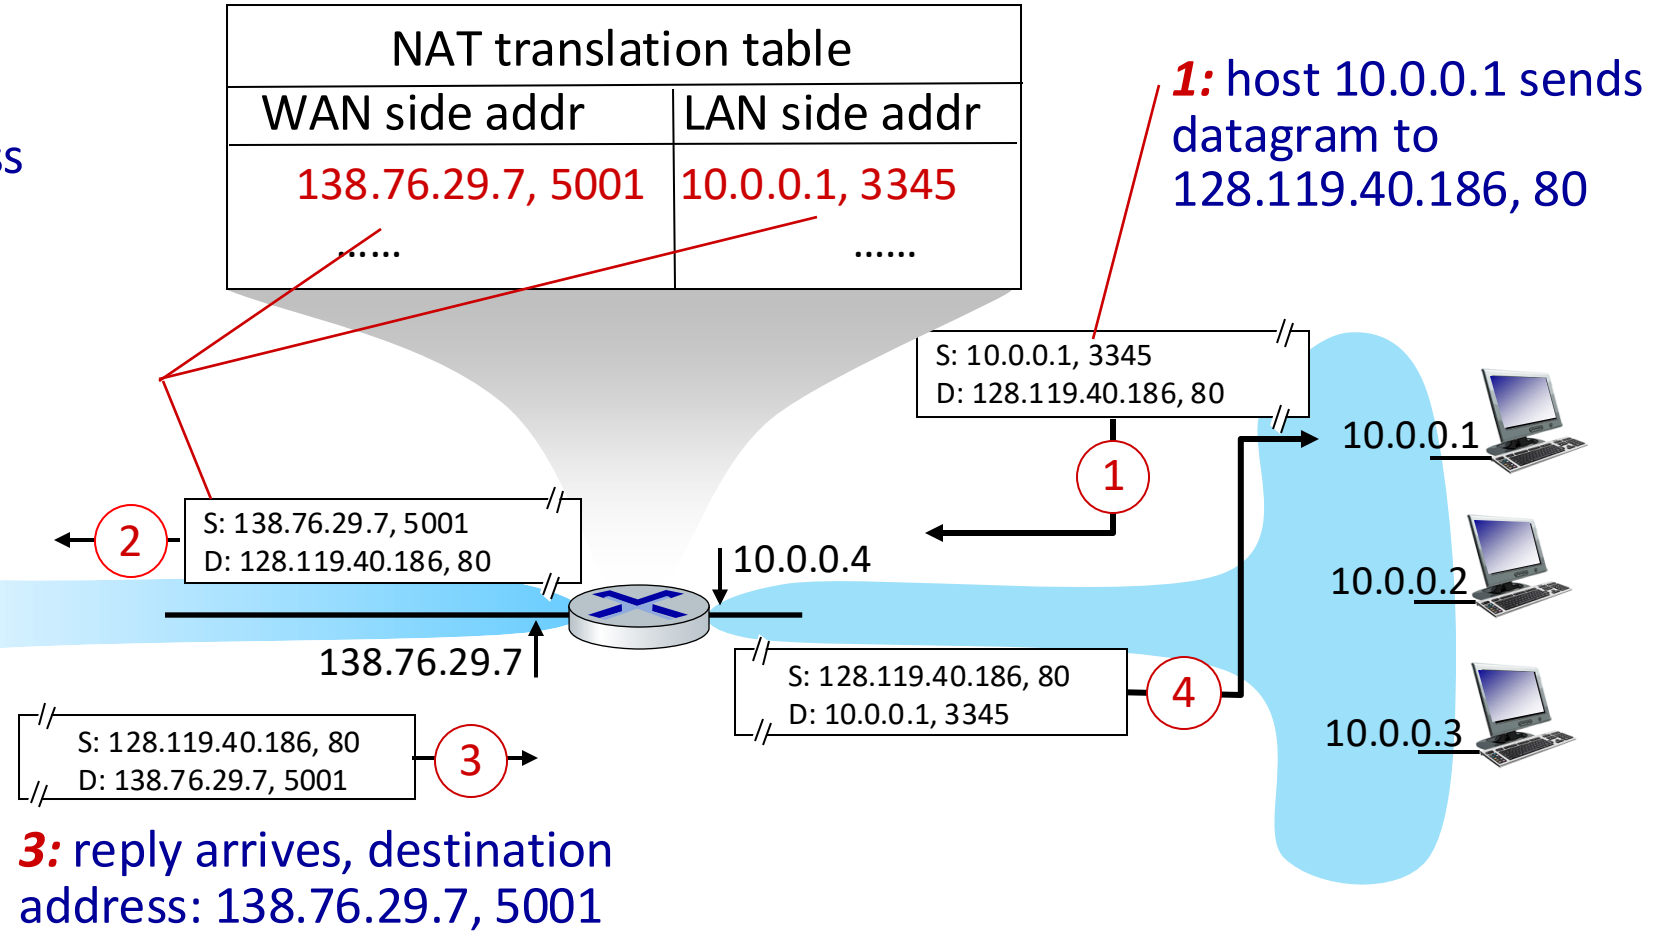 NAT translation table
WAN side addr LAN side addr
138.76.29.7, 5001 10.0.0.1, 3345
...... ......
1: host 10.0.0.1 sends
datagram to
128.119.40.186, 80
S: 10.0.0.1, 3345
D: 128.119.40.186, 80
1
10.0.0.1
2
S: 138.76.29.7, 5001
D: 128.119.40.186, 80
10.0.0.4
10.0.0.2
138.76.29.7
S: 128.119.40.186, 80
D: 10.0.0.1, 3345
4
10.0.0.3
S: 128.119.40.186, 80
D: 138.76.29.7, 5001
3
3: reply arrives, destination
address: 138.76.29.7, 5001